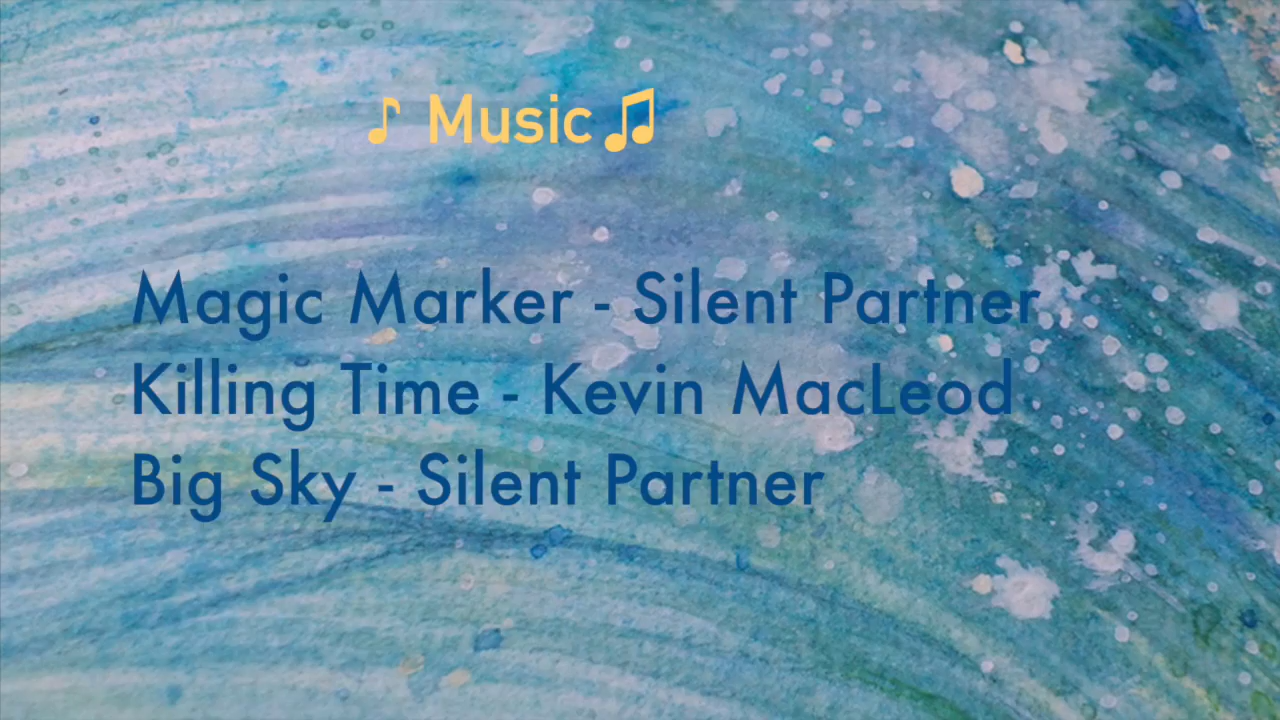 ♪ Music ♫
Magic Marker - Silent Partner
Killing Time - Kevin MacLeod
Big Sky - Silent Partner